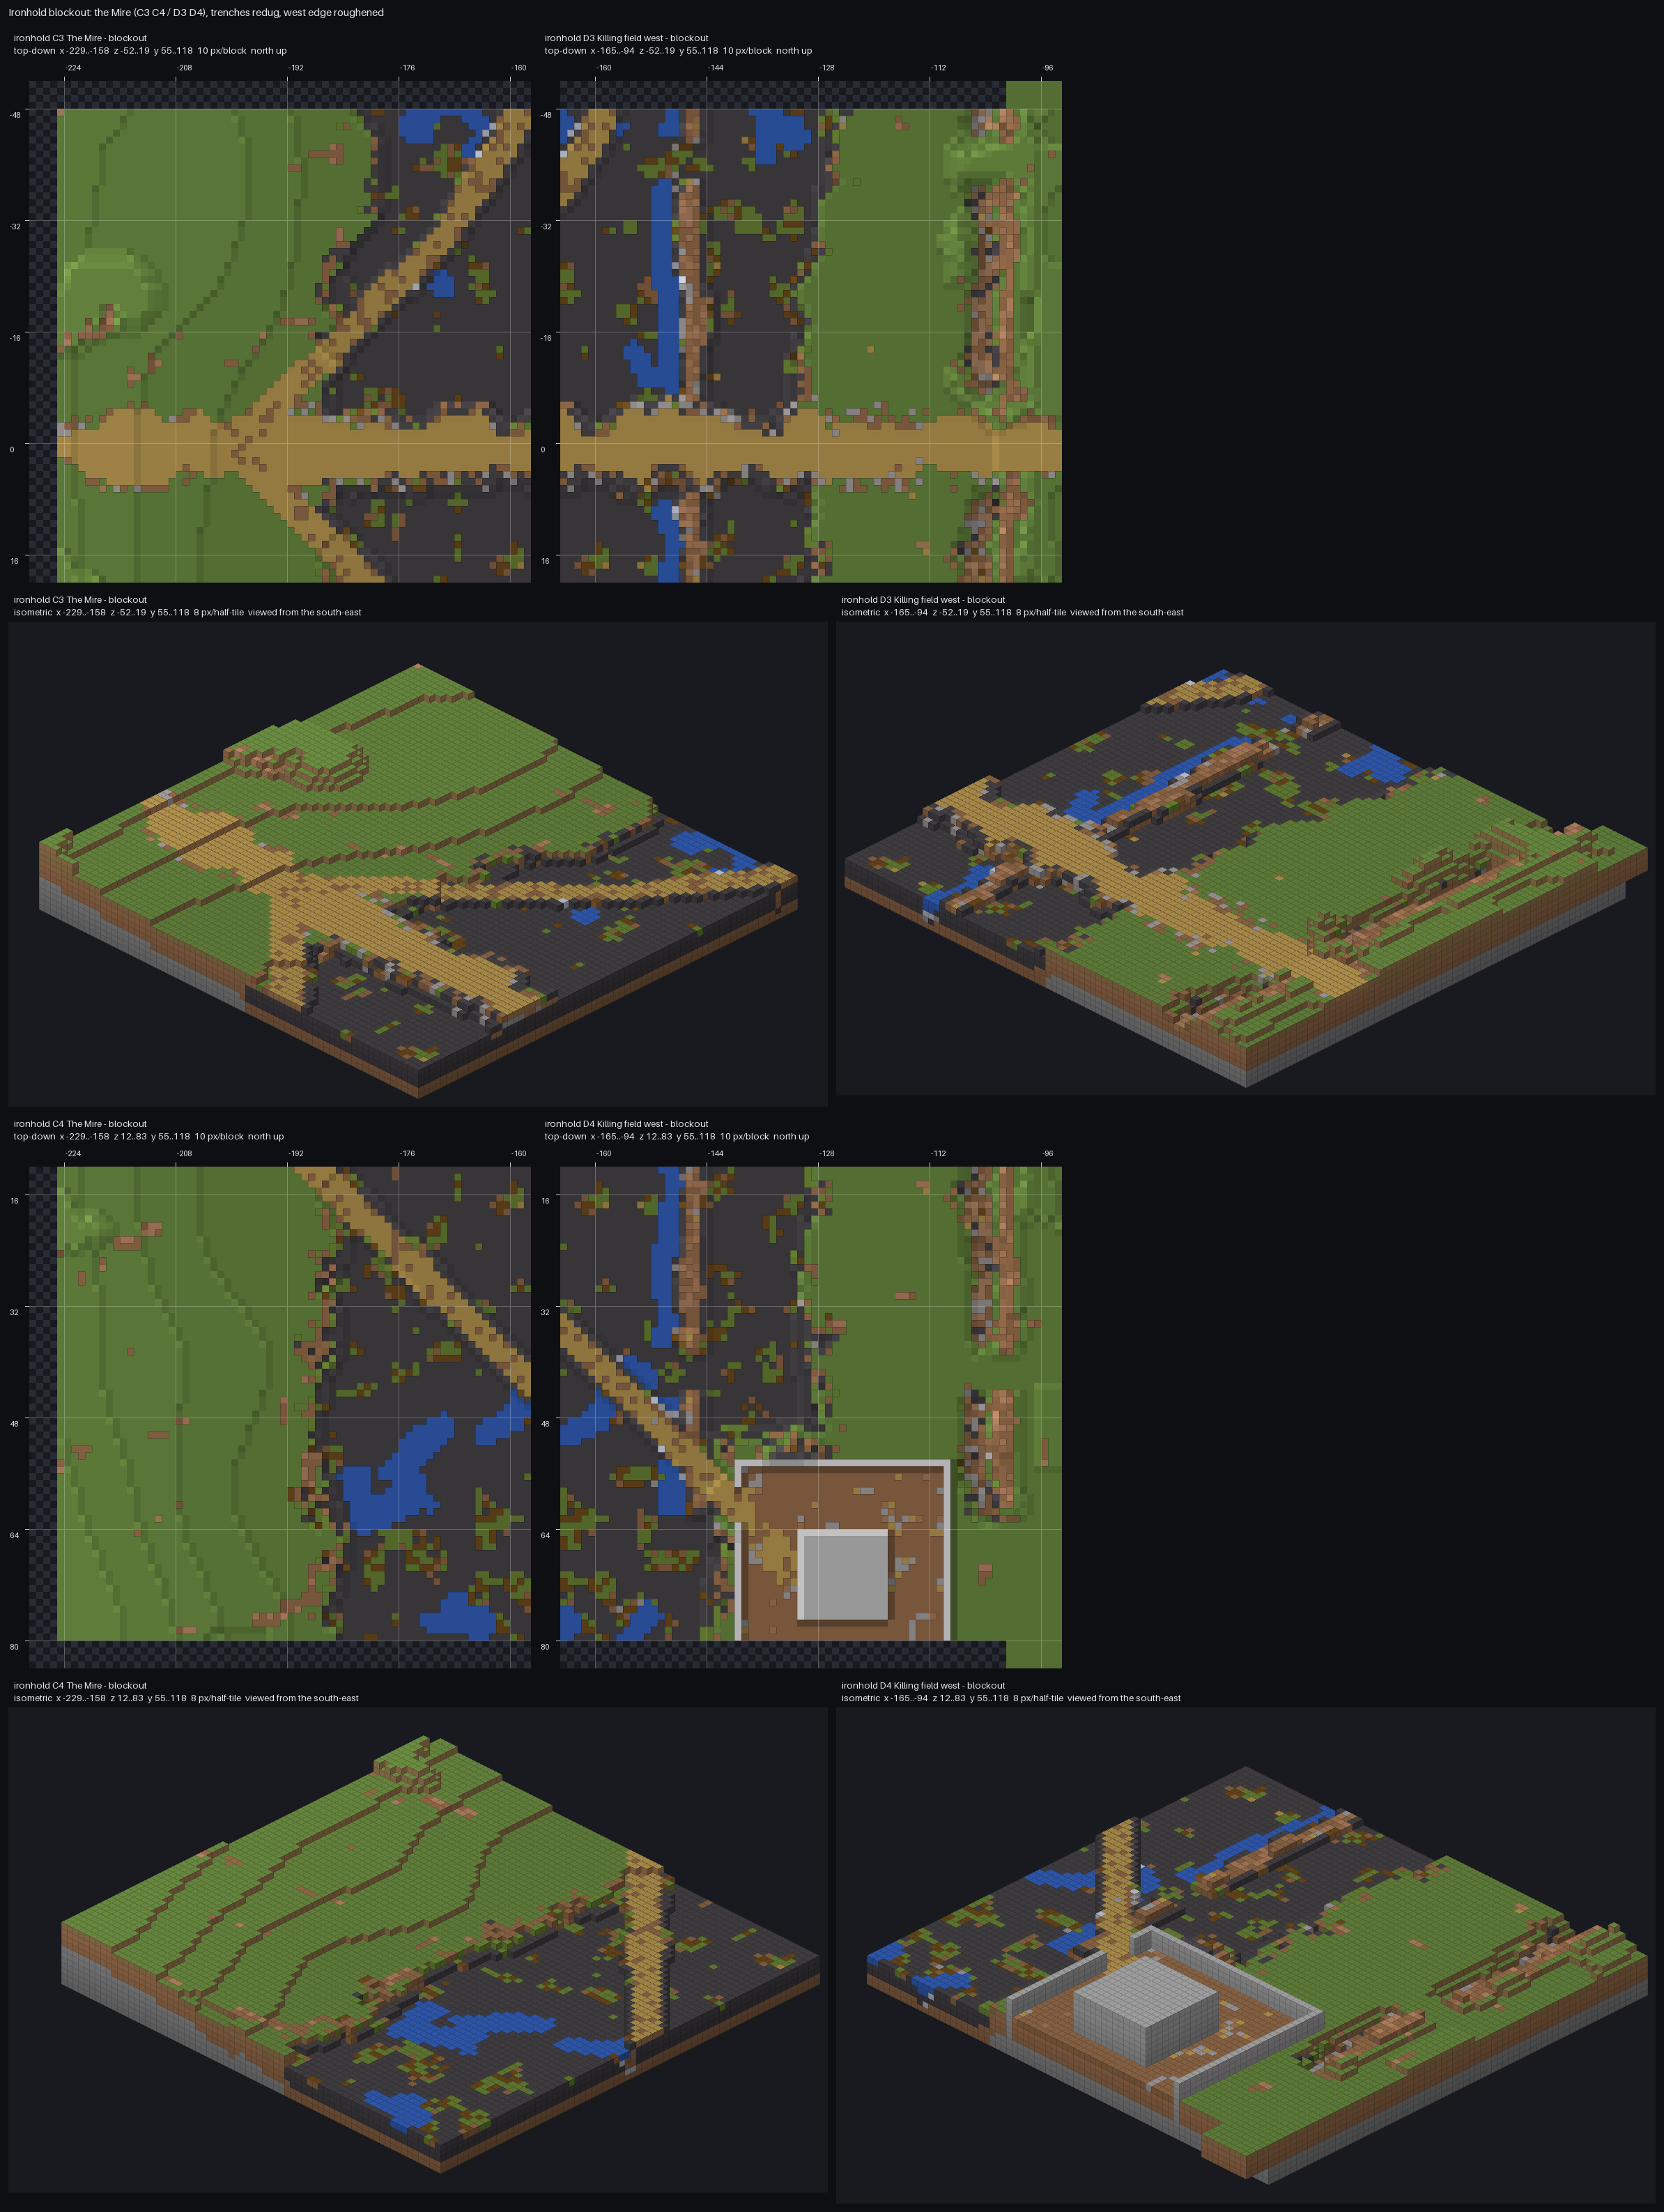 Ironhold blockout: the Mire (C3 C4 / D3 D4), trenches redug, west edge roughened
ironhold C3 The Mire - blockout
top-down x -229..-158 z -52..19 y 55..118 10 px/block north up
ironhold D3 Killing field west - blockout
top-down x -165..-94 z -52..19 y 55..118 10 px/block north up
-224 -208 -192 -176 -160
-160 -144 -128 -112 -96
-48 -48
-32 -32
-16 -16
0 0
16 16
ironhold C3 The Mire - blockout
isometric x -229..-158 z -52..19 y 55..118 8 px/half-tile viewed from the south-east
ironhold D3 Killing field west - blockout
isometric x -165..-94 z -52..19 y 55..118 8 px/half-tile viewed from the south-east
ironhold C4 The Mire - blockout
top-down x -229..-158 z 12..83 y 55..118 10 px/block north up
ironhold D4 Killing field west - blockout
top-down x -165..-94 z 12..83 y 55..118 10 px/block north up
-224 -208 -192 -176 -160
-160 -144 -128 -112 -96
16 16
32 32
48 48
64 64
80 80
ironhold C4 The Mire - blockout
isometric x -229..-158 z 12..83 y 55..118 8 px/half-tile viewed from the south-east
ironhold D4 Killing field west - blockout
isometric x -165..-94 z 12..83 y 55..118 8 px/half-tile viewed from the south-east